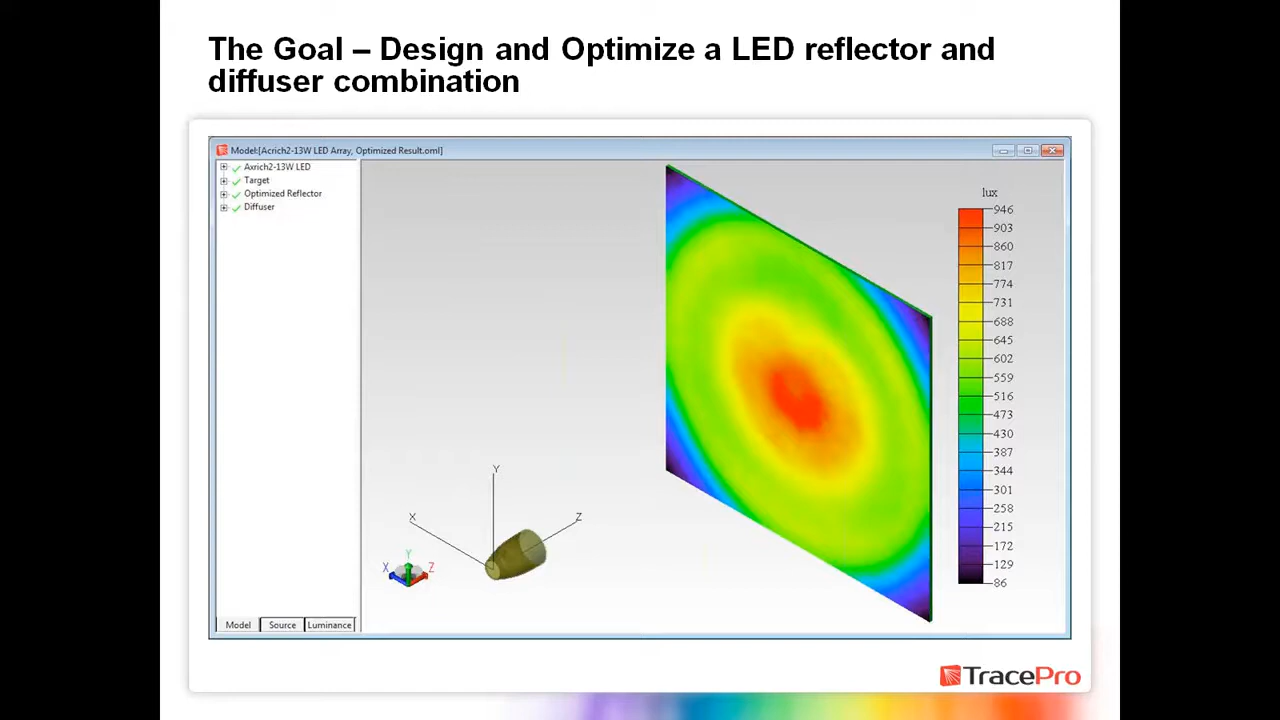 The Goal – Design and Optimize a LED reflector and
diffuser combination
Model:[Acrich2-13W LED Array, Optimized Result.oml]
Axrich2-13W LED
Target
Optimized Reflector
Diffuser
lux
946
903
860
817
774
731
688
645
602
559
516
473
430
387
344
301
258
215
172
129
86
Y
X
Z
Y
X
Z
Model
Source
Luminance
TracePro